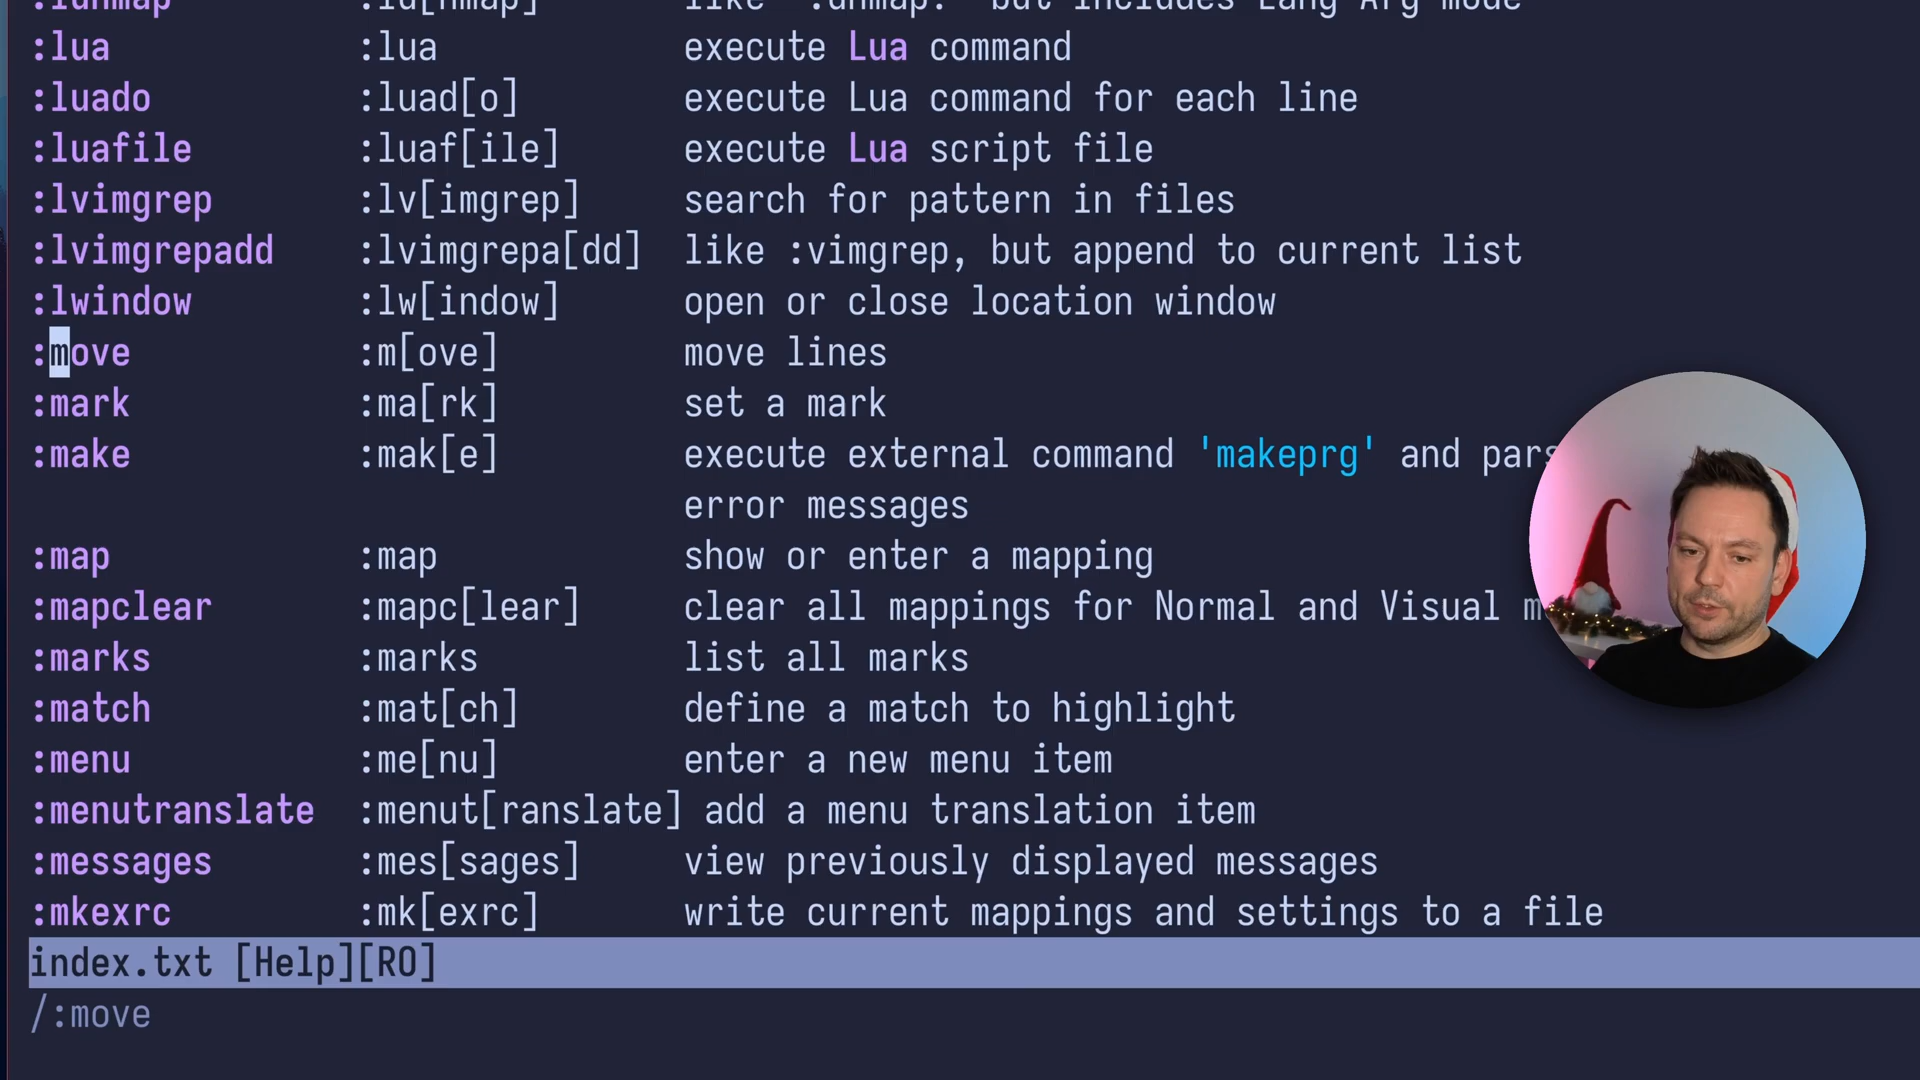 :lua :lua execute Lua command
:luado :luad[o] execute Lua command for each line
:luafile :luaf[ile] execute Lua script file
:lvimgrep :lv[imgrep] search for pattern in files
:lvimgrepadd :lvimgrepa[dd] like :vimgrep, but append to current list
:lwindow :lw[indow] open or close location window
:move :m[ove] move lines
:mark :ma[rk] set a mark
:make :mak[e] execute external command 'makeprg' and pars
error messages
:map :map show or enter a mapping
:mapclear :mapc[lear] clear all mappings for Normal and Visual m
:marks :marks list all marks
:match :mat[ch] define a match to highlight
:menu :me[nu] enter a new menu item
:menutranslate :menut[ranslate] add a menu translation item
:messages :mes[sages] view previously displayed messages
:mkexrc :mk[exrc] write current mappings and settings to a file
index.txt [Help][RO]
/:move